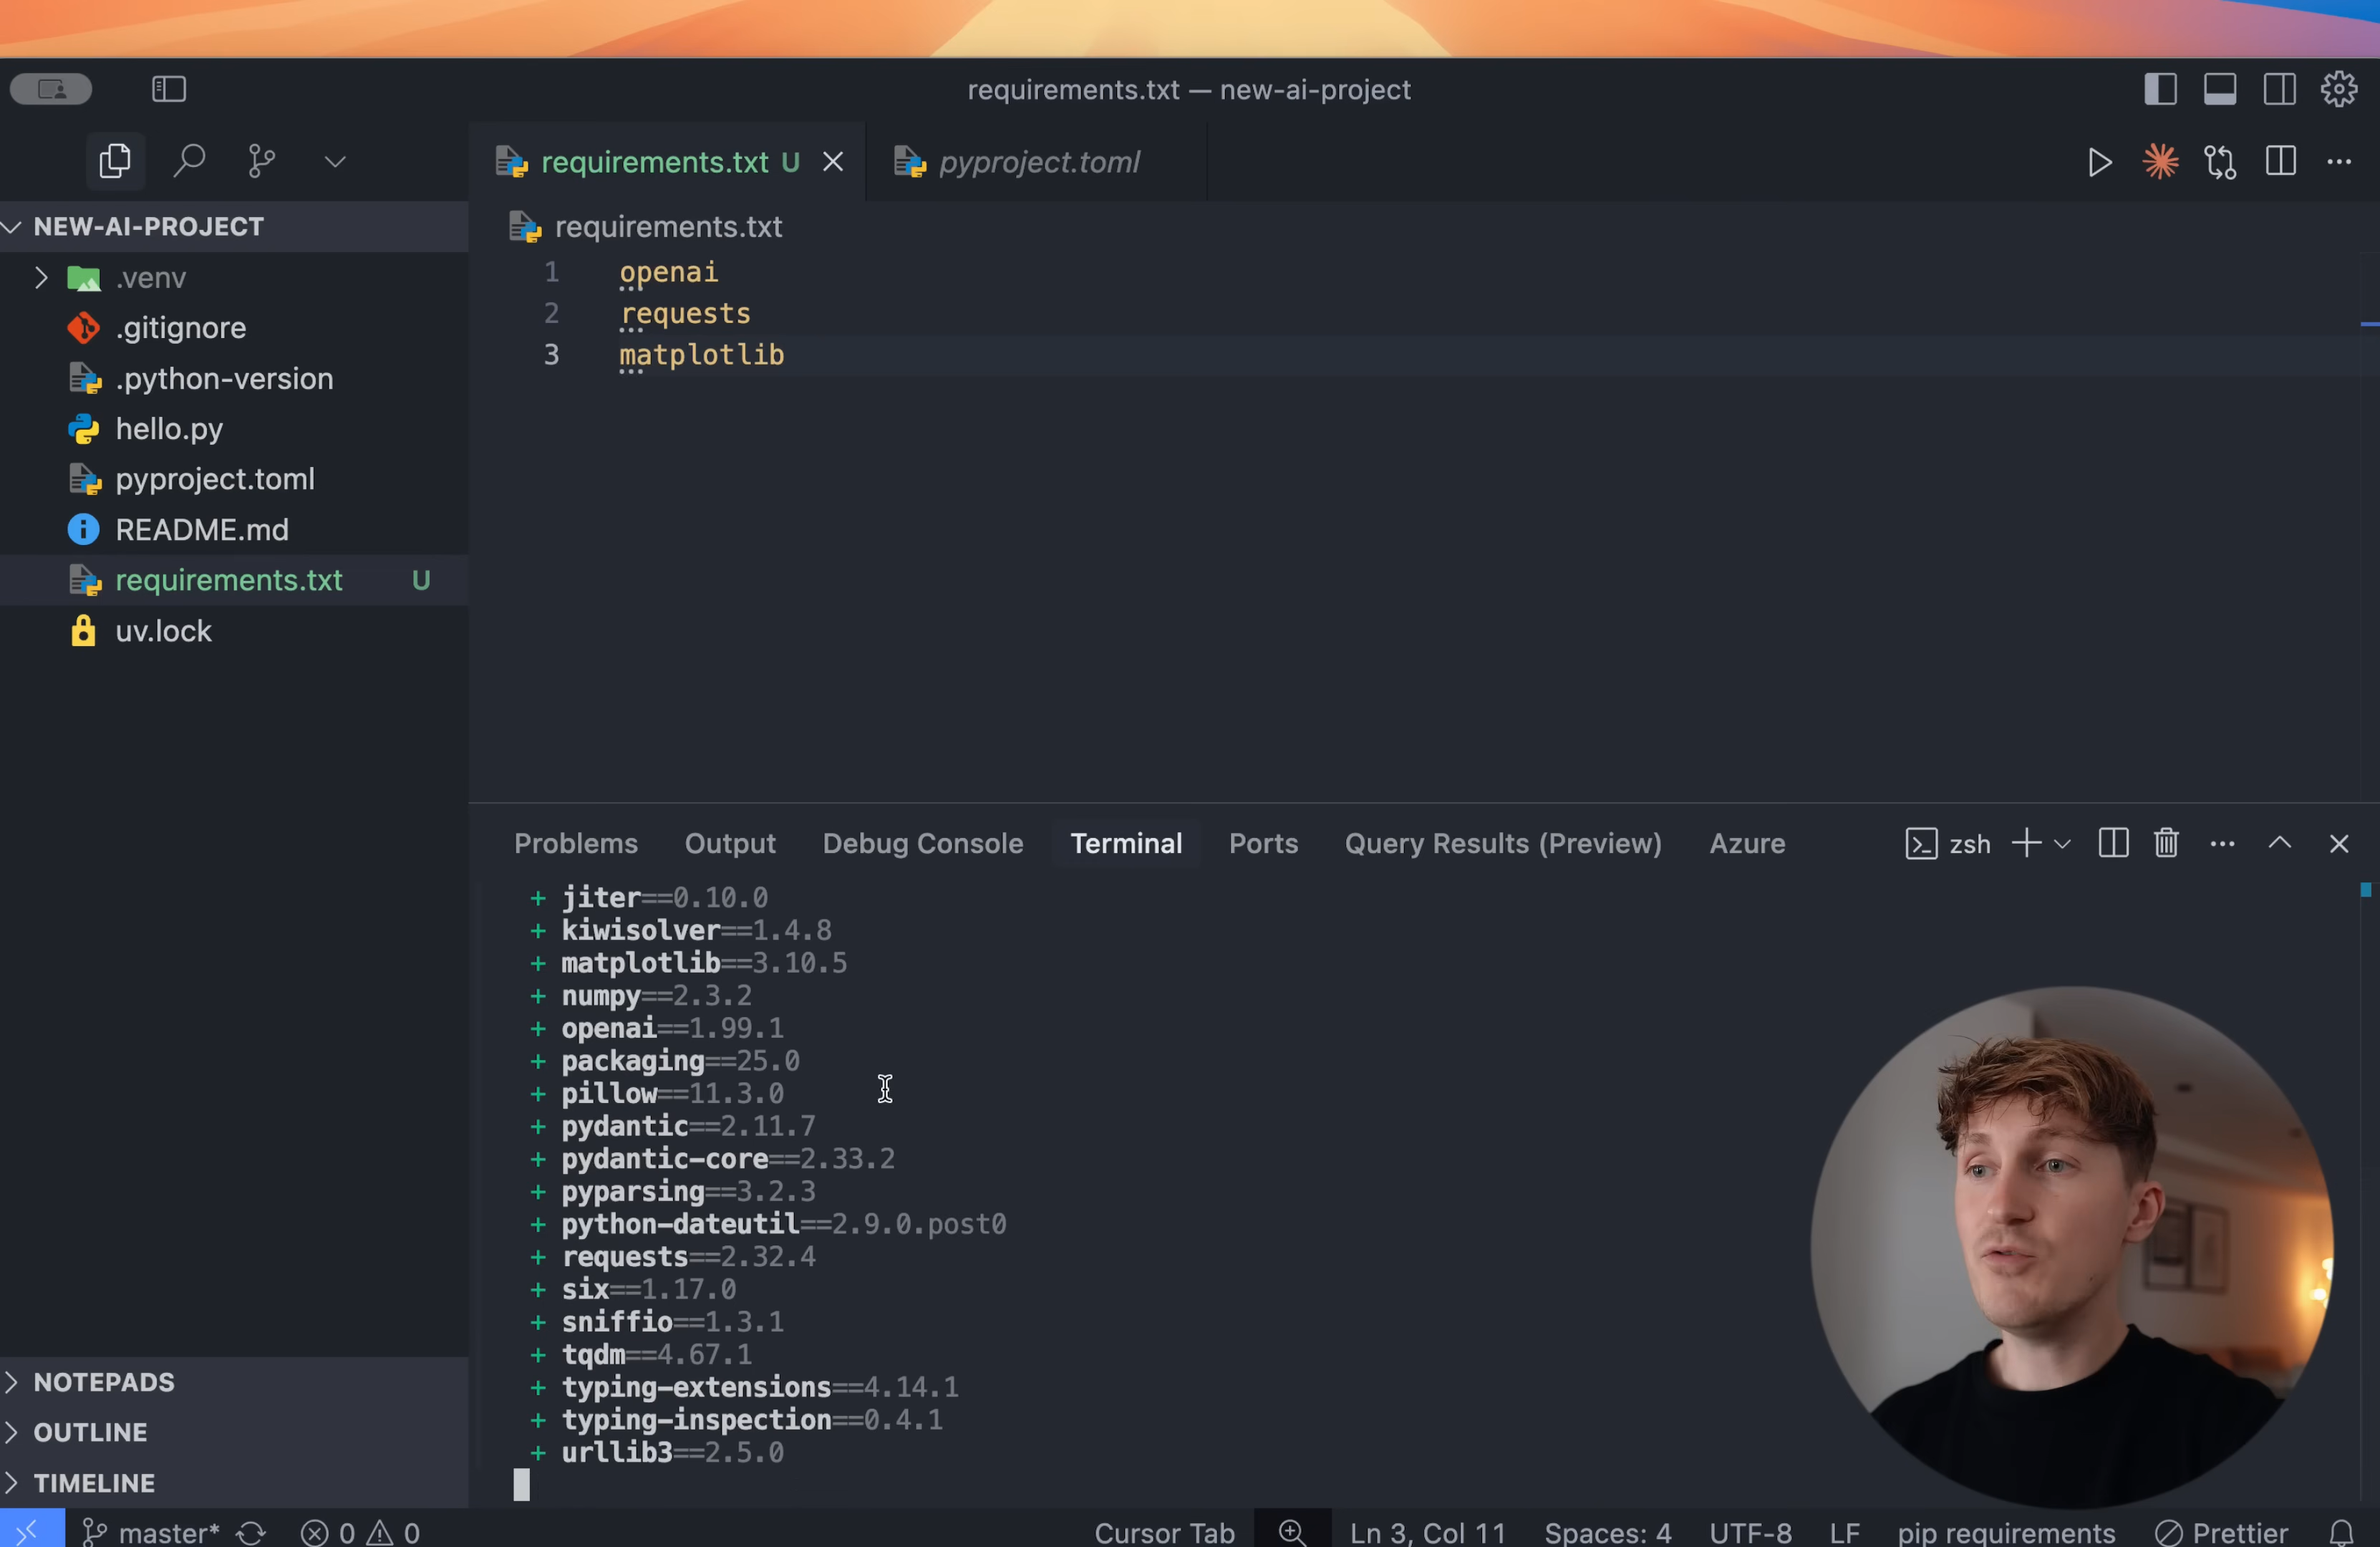 requirements.txt — new-ai-project
requirements.txt U
pyproject.toml
NEW-AI-PROJECT
.venv
.gitignore
.python-version
hello.py
pyproject.toml
README.md
requirements.txt U
uv.lock
NOTEPADS
OUTLINE
TIMELINE
requirements.txt
1 openai
2 requests
3 matplotlib
Problems Output Debug Console Terminal Ports Query Results (Preview) Azure zsh
+ jiter==0.10.0
+ kiwisolver==1.4.8
+ matplotlib==3.10.5
+ numpy==2.3.2
+ openai==1.99.1
+ packaging==25.0
+ pillow==11.3.0
+ pydantic==2.11.7
+ pydantic-core==2.33.2
+ pyparsing==3.2.3
+ python-dateutil==2.9.0.post0
+ requests==2.32.4
+ six==1.17.0
+ sniffio==1.3.1
+ tqdm==4.67.1
+ typing-extensions==4.14.1
+ typing-inspection==0.4.1
+ urllib3==2.5.0
master* 0 0 Cursor Tab Ln 3, Col 11 Spaces: 4 UTF-8 LF pip requirements Prettier